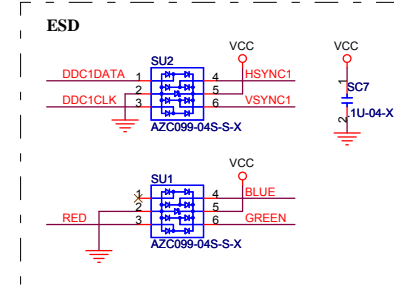 ESD
VCC
VCC
SU2
DDC1DATA 1 4 HSYNC1
2 5
DDC1CLK 3 6 VSYNC1
AZC099-04S-S-X
1
SC7
.1U-04-X
2
VCC
SU1
1 4 BLUE
2 5
RED 3 6 GREEN
AZC099-04S-S-X